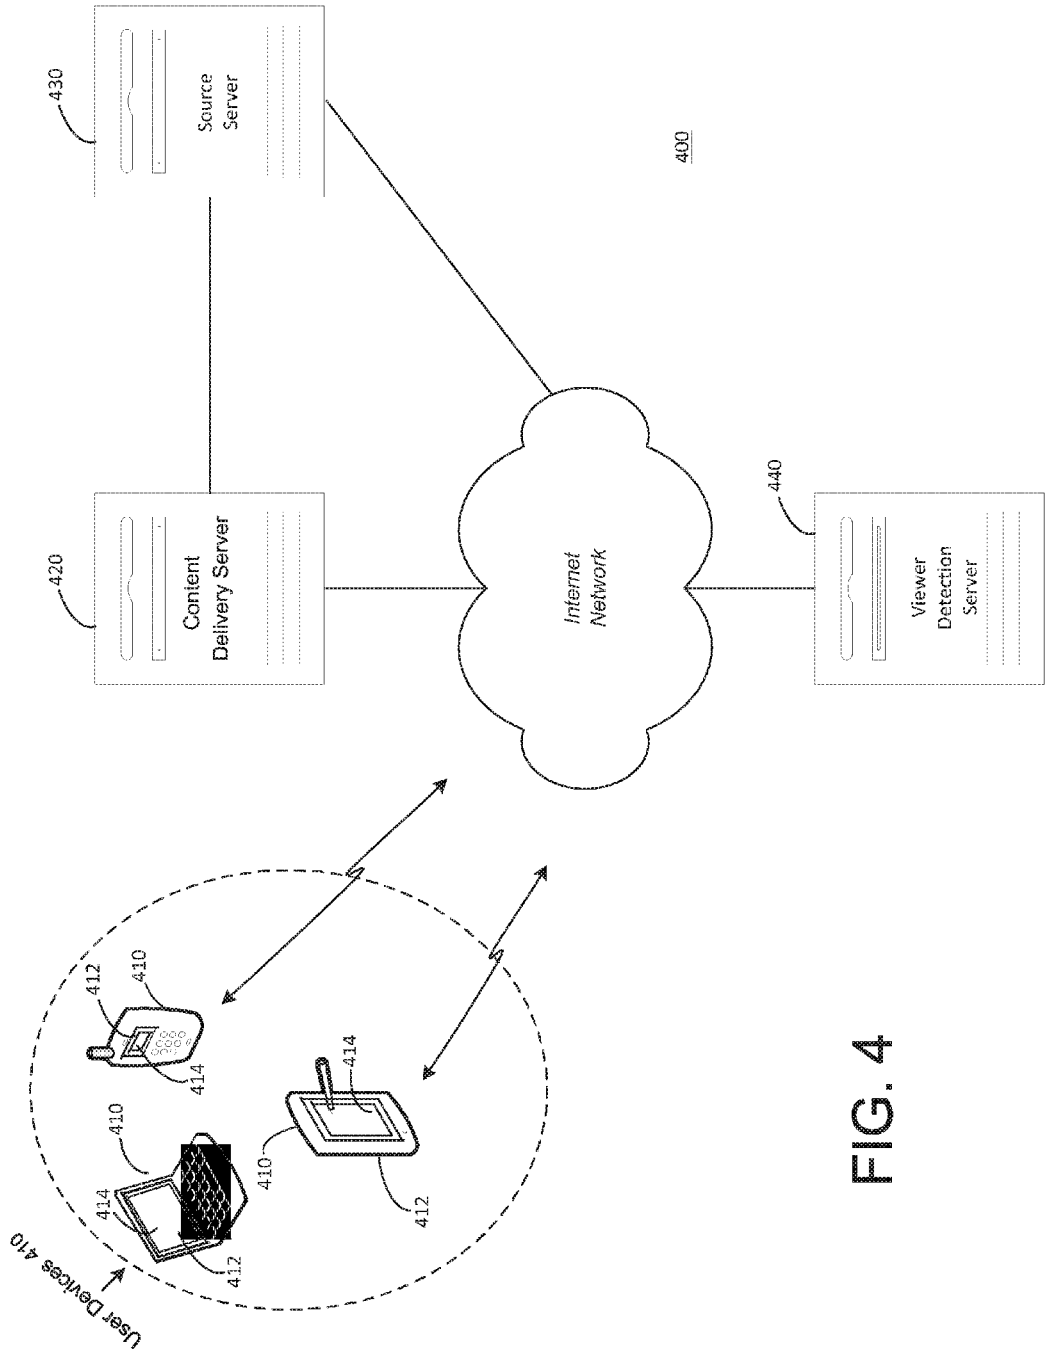 User Devices 410
414
410
412
414
412
410
410
412
414
420
Content
Delivery Server
430
Source
Server
Internet
Network
440
Viewer
Detection
Server
400
FIG. 4